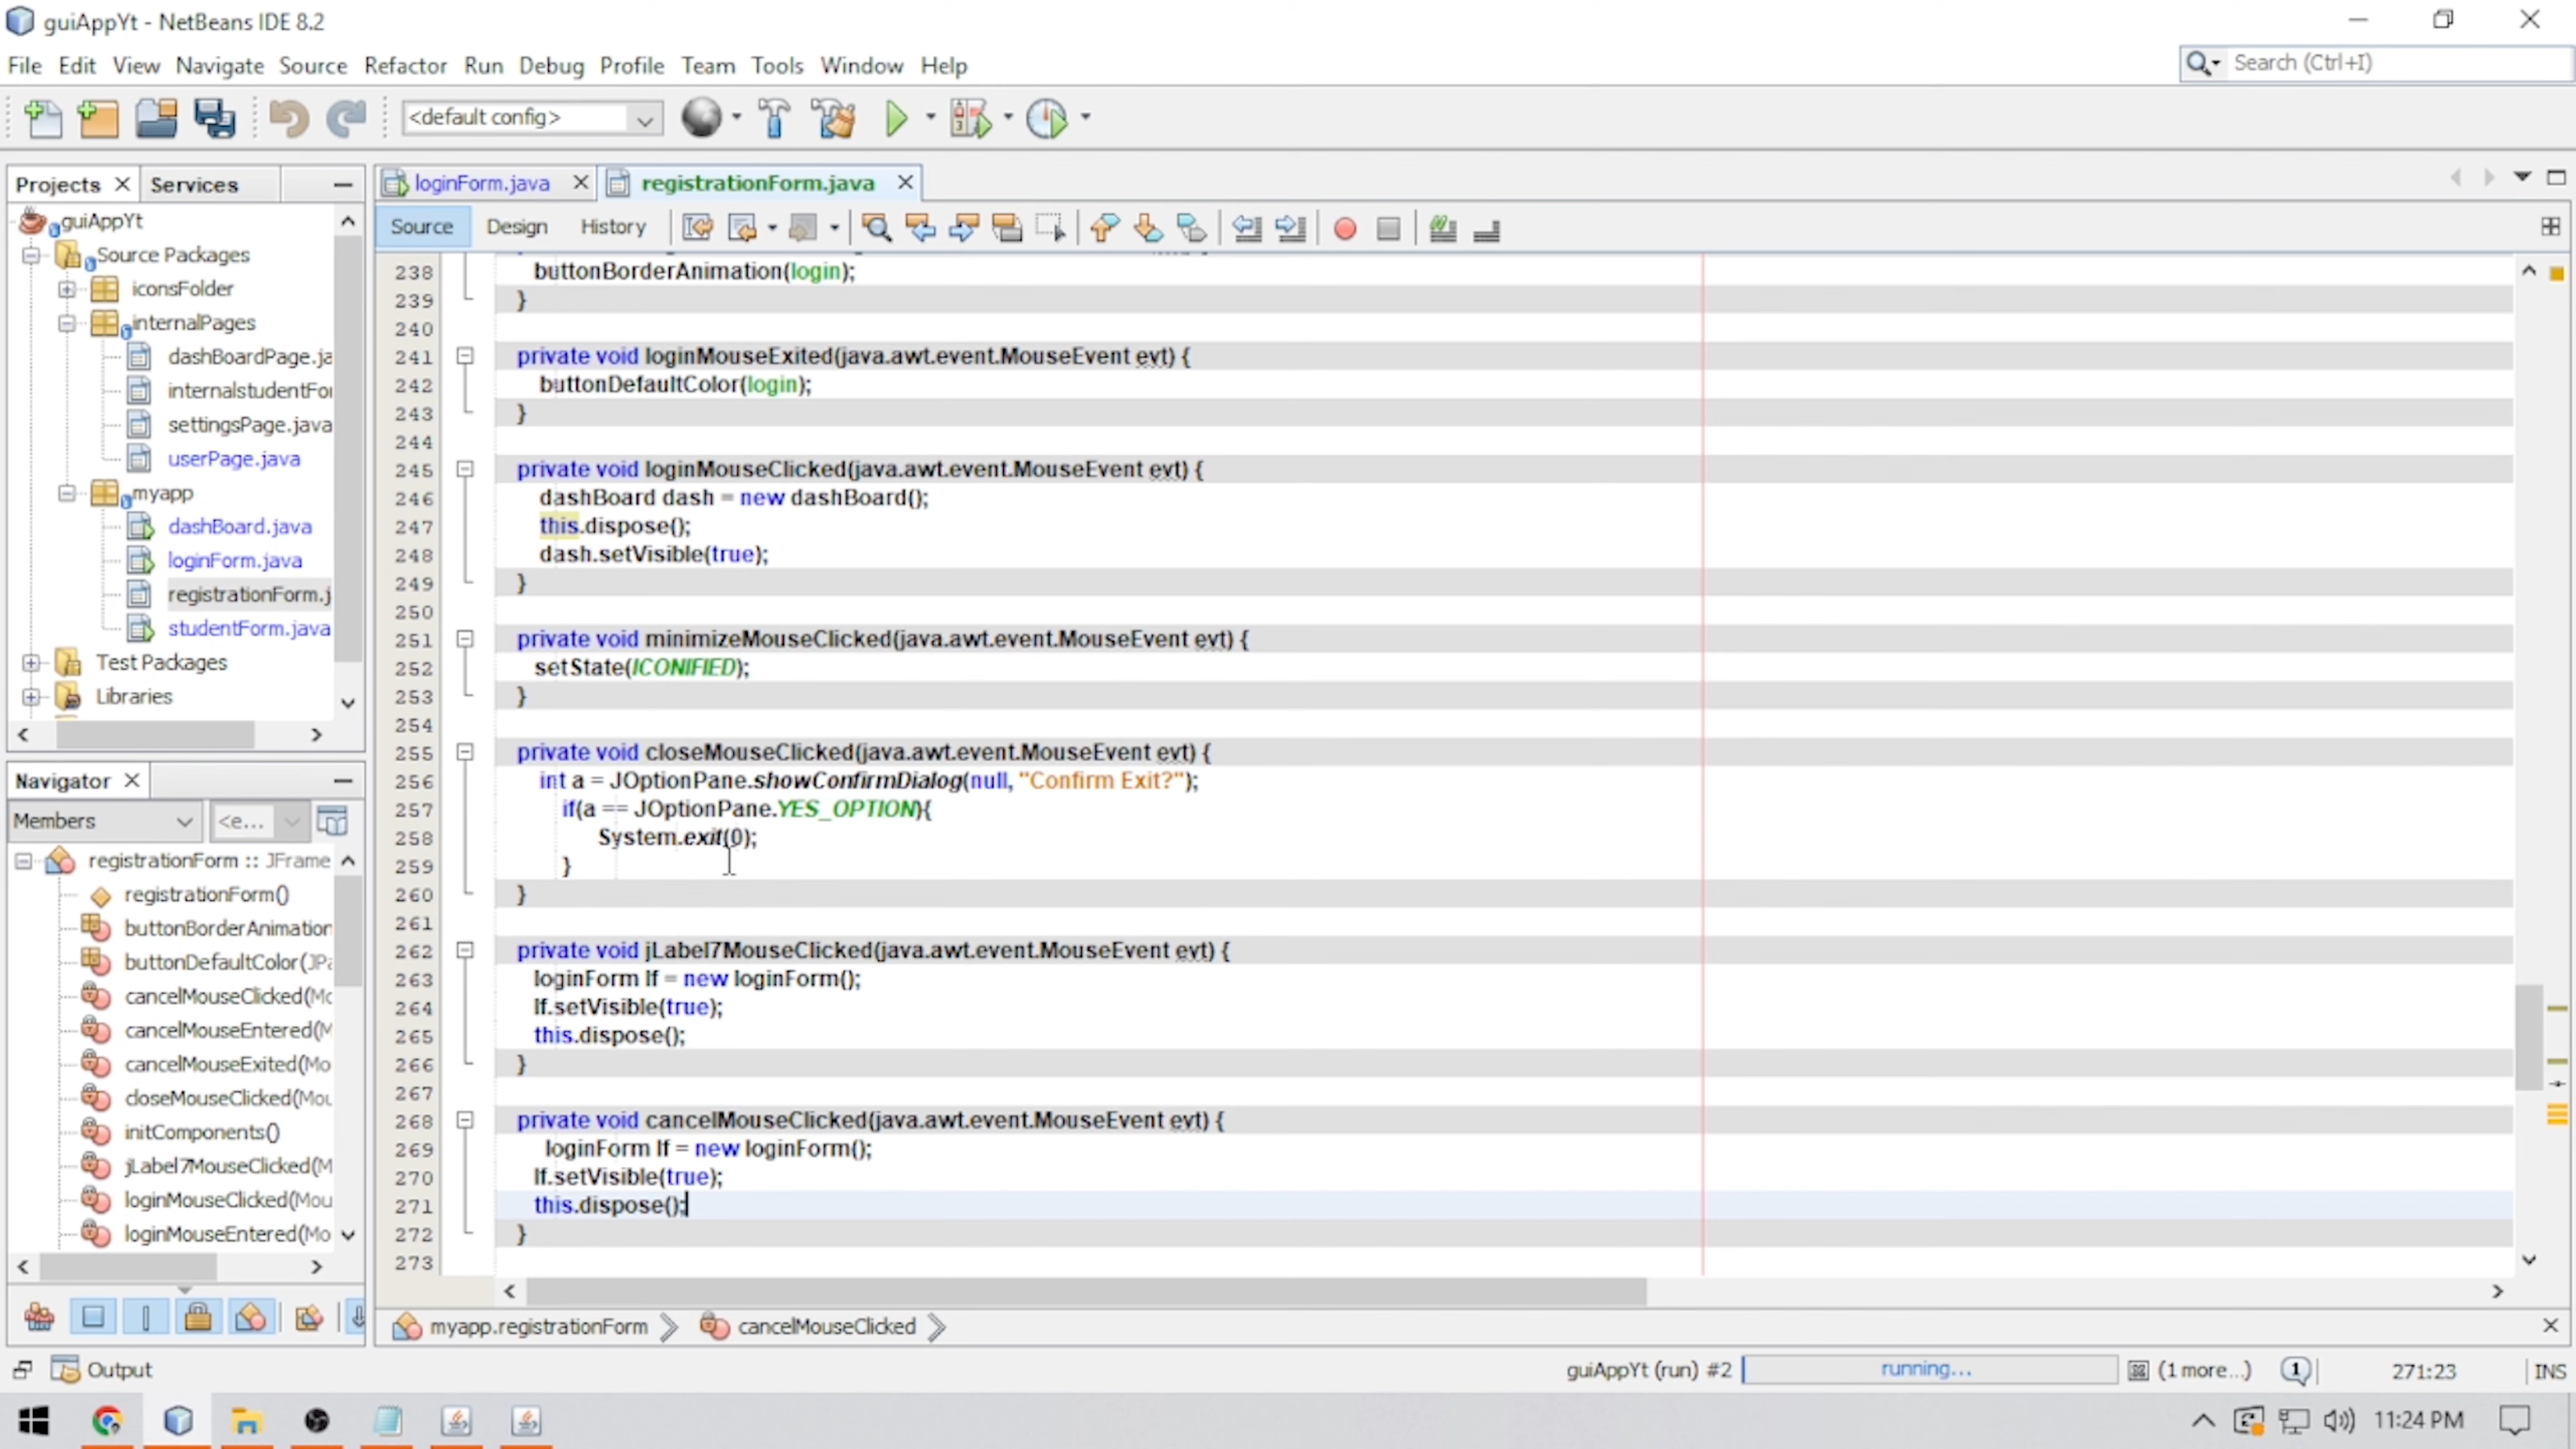 guiAppYt - NetBeans IDE 8.2
File Edit View Navigate Source Refactor Run Debug Profile Team Tools Window Help
Search (Ctrl+I)
<default config>
Projects
Services
loginForm.java
registrationForm.java
Source Design History
guiAppYt
Source Packages
iconsFolder
internalPages
dashBoardPage.ja
internalstudentFo
settingsPage.java
userPage.java
myapp
dashBoard.java
loginForm.java
registrationForm.j
studentForm.java
Test Packages
Libraries
Navigator
Members
<e...
registrationForm :: JFrame
registrationForm()
buttonBorderAnimation
buttonDefaultColor(JPa
cancelMouseClicked(Mo
cancelMouseEntered(M
cancelMouseExited(Mo
closeMouseClicked(Mou
initComponents()
jLabel7MouseClicked(M
loginMouseClicked(Mou
loginMouseEntered(Mo
238 buttonBorderAnimation(login);
239 }
240
241 private void loginMouseExited(java.awt.event.MouseEvent evt) {
242 buttonDefaultColor(login);
243 }
244
245 private void loginMouseClicked(java.awt.event.MouseEvent evt) {
246 dashBoard dash = new dashBoard();
247 this.dispose();
248 dash.setVisible(true);
249 }
250
251 private void minimizeMouseClicked(java.awt.event.MouseEvent evt) {
252 setState(ICONIFIED);
253 }
254
255 private void closeMouseClicked(java.awt.event.MouseEvent evt) {
256 int a = JOptionPane.showConfirmDialog(null, "Confirm Exit?");
257 if(a == JOptionPane.YES_OPTION){
258 System.exit(0);
259 }
260 }
261
262 private void jLabel7MouseClicked(java.awt.event.MouseEvent evt) {
263 loginForm lf = new loginForm();
264 lf.setVisible(true);
265 this.dispose();
266 }
267
268 private void cancelMouseClicked(java.awt.event.MouseEvent evt) {
269 loginForm lf = new loginForm();
270 lf.setVisible(true);
271 this.dispose();
272 }
273
myapp.registrationForm
cancelMouseClicked
Output
guiAppYt (run) #2
running...
(1 more...)
1
271:23
INS
11:24 PM